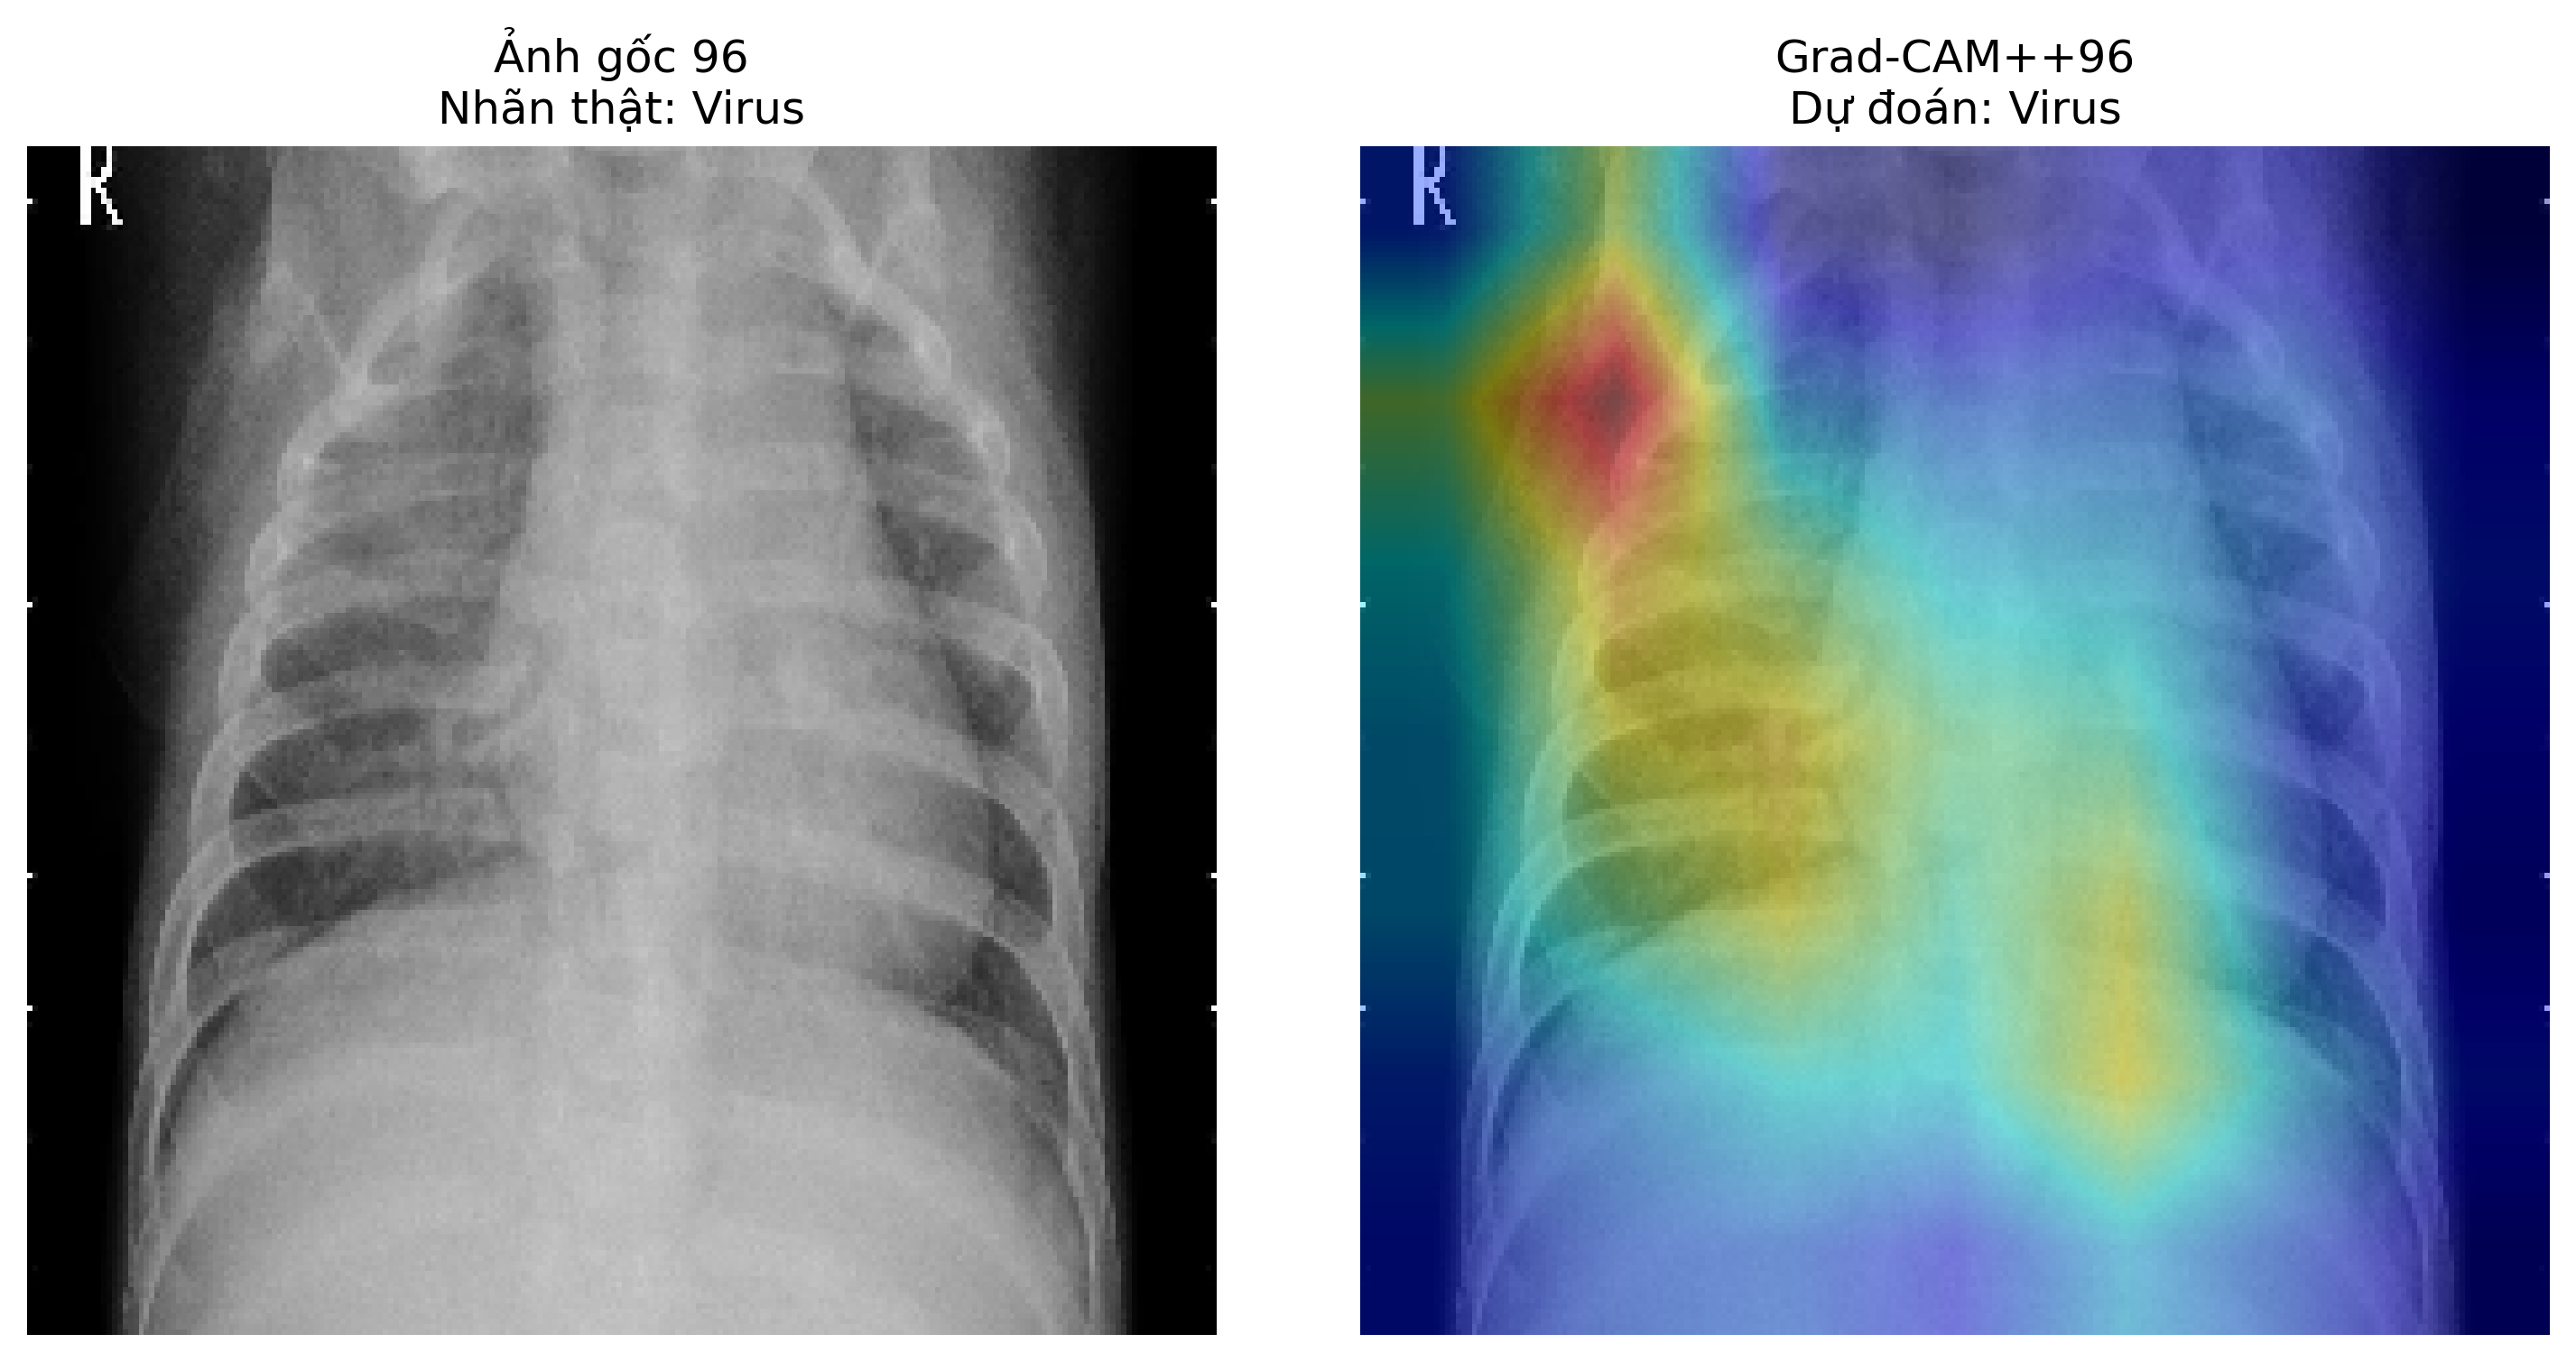 Ảnh gốc 96
Nhãn thật: Virus
Grad-CAM++96
Dự đoán: Virus
R
R